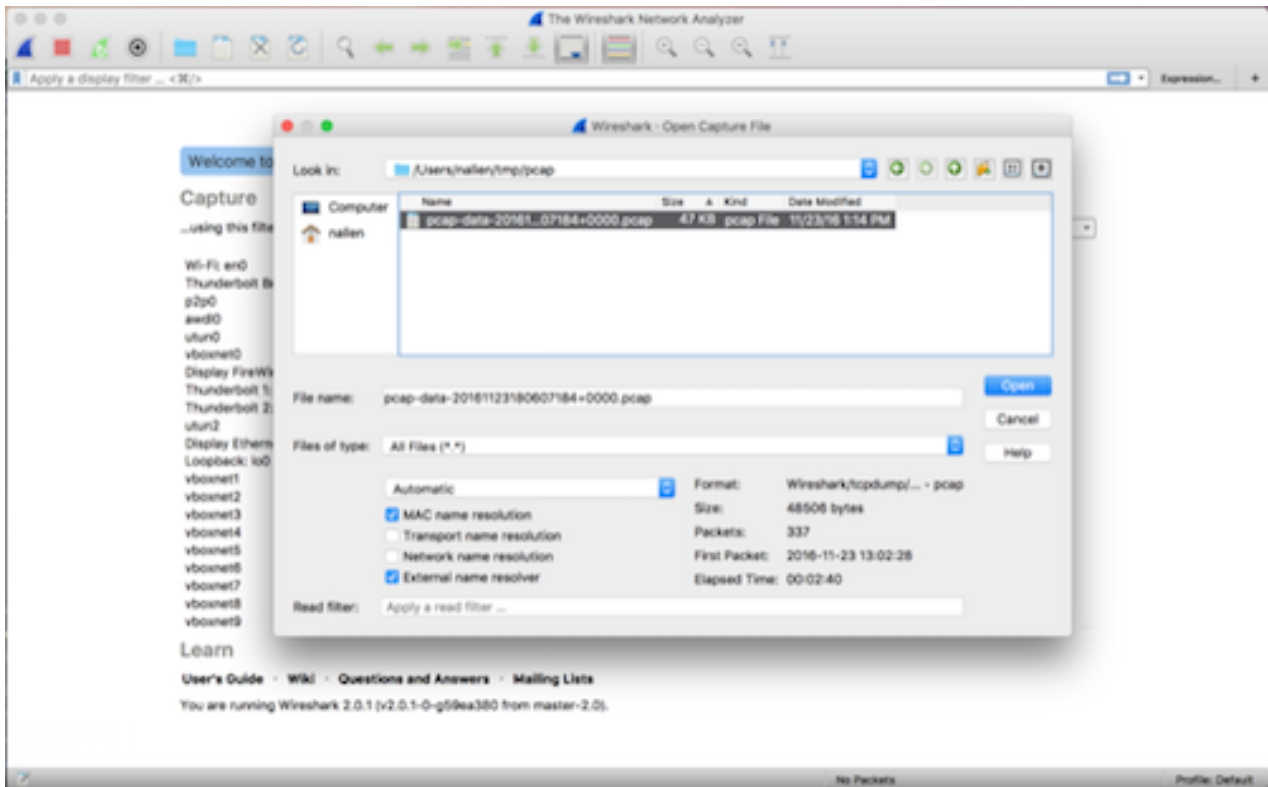 The Wireshark Network Analyzer
Apply a display filter ... <⌘/>
Expression... +
Wireshark · Open Capture File
Welcome to
Look in: /Users/nallen/tmp/pcap
Capture
...using this filte
Computer
nallen
Name Size Kind Date Modified
pcap-data-20161...07184+0000.pcap 47 KB pcap File 11/23/16 1:14 PM
Wi-Fi: en0
Thunderbolt Br
p2p0
awdl0
utun0
vboxnet0
Display FireWir
Thunderbolt 1:
Thunderbolt 2:
utun2
Display Ethern
Loopback: lo0
vboxnet1
vboxnet2
vboxnet3
vboxnet4
vboxnet5
vboxnet6
vboxnet7
vboxnet8
vboxnet9
File name: pcap-data-20161123180607184+0000.pcap
Open
Cancel
Files of type: All Files (*.*)
Help
Automatic
MAC name resolution
Transport name resolution
Network name resolution
External name resolver
Format: Wireshark/tcpdump/... - pcap
Size: 48506 bytes
Packets: 337
First Packet: 2016-11-23 13:02:28
Elapsed Time: 00:02:40
Read filter: Apply a read filter ...
Learn
User's Guide · Wiki · Questions and Answers · Mailing Lists
You are running Wireshark 2.0.1 (v2.0.1-0-g59ea380 from master-2.0).
No Packets
Profile: Default